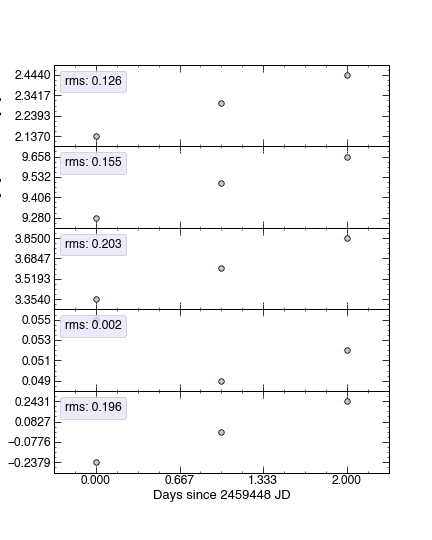 2.4440
rms: 0.126
2.3417
2.2393
2.1370
9.658
rms: 0.155
9.532
9.406
9.280
3.8500
rms: 0.203
3.6847
3.5193
3.3540
0.055
rms: 0.002
0.053
0.051
0.049
0.2431
rms: 0.196
0.0827
−0.0776
−0.2379
0.000 0.667 1.333 2.000
Days since 2459448 JD